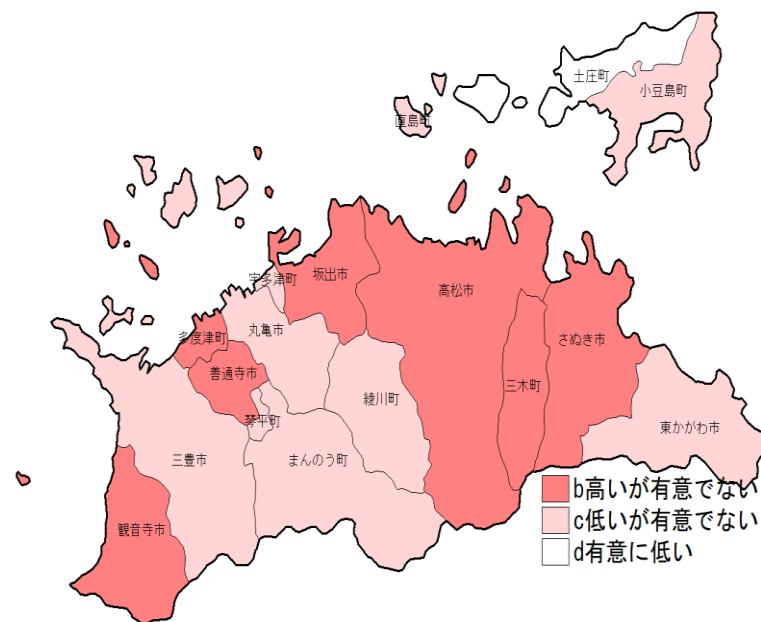 土庄町
小豆島町
直島町
宇多津町
坂出市
高松市
多度津町
丸亀市
さぬき市
善通寺市
三木町
綾川町
琴平町
東かがわ市
三豊市
まんのう町
観音寺市
b高いが有意でない
c低いが有意でない
d有意に低い